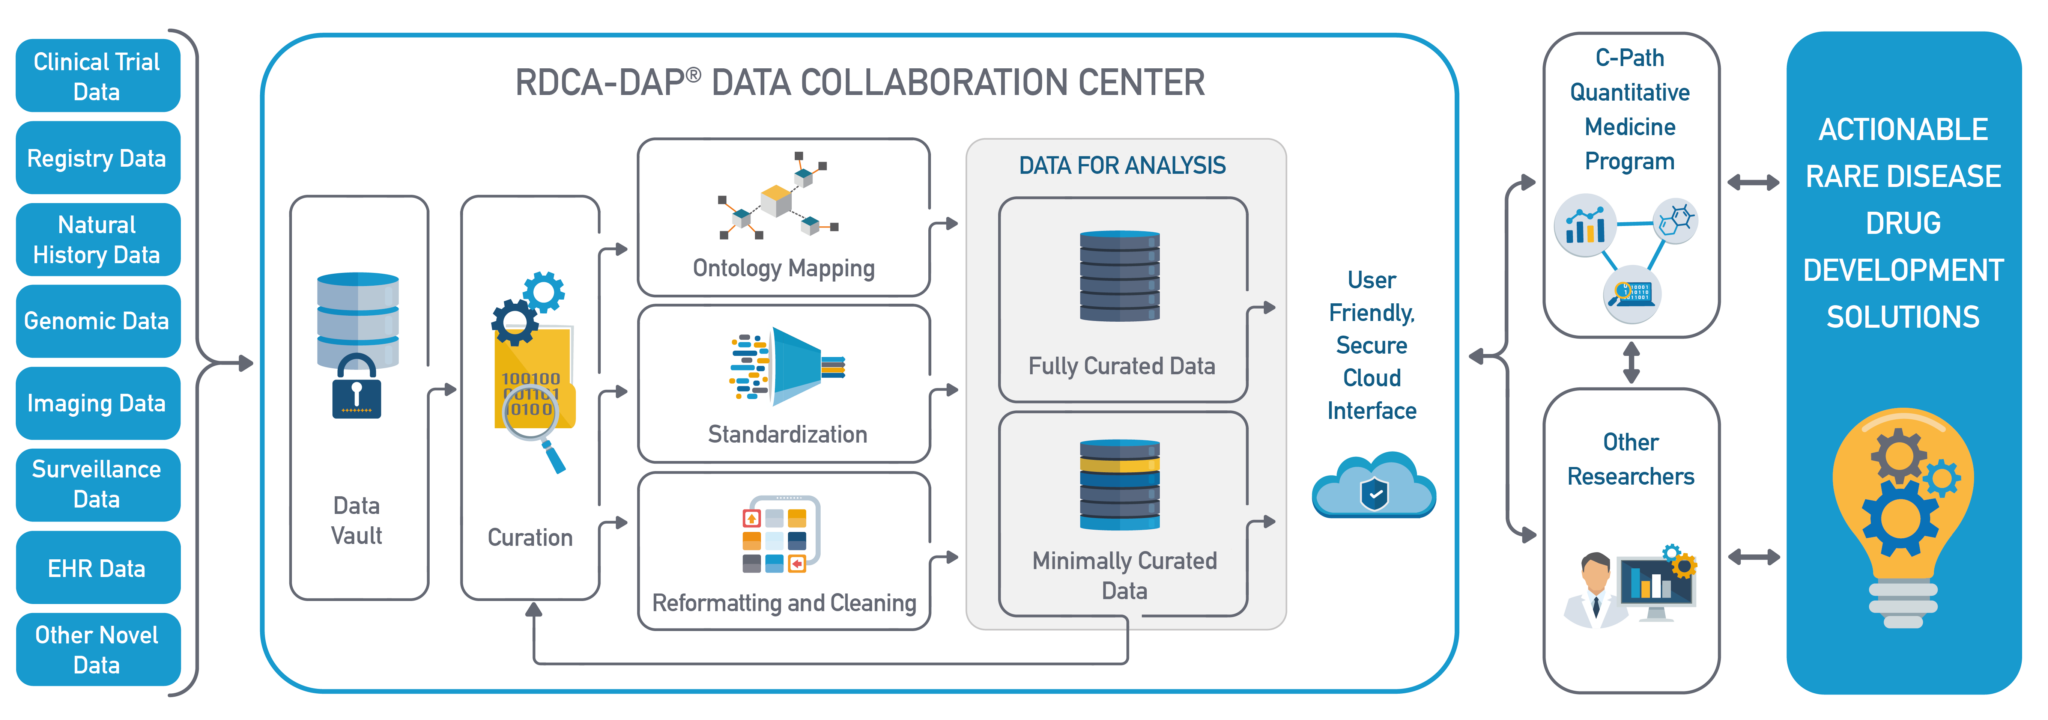 Clinical Trial
Data
Registry Data
Natural
History Data
Genomic Data
Imaging Data
Surveillance
Data
EHR Data
Other Novel
Data
RDCA-DAP® DATA COLLABORATION CENTER
Data
Vault
100100
001101
10100
Curation
Ontology Mapping
Standardization
Reformatting and Cleaning
DATA FOR ANALYSIS
Fully Curated Data
Minimally Curated
Data
User
Friendly,
Secure
Cloud
Interface
C-Path
Quantitative
Medicine
Program
Other
Researchers
ACTIONABLE
RARE DISEASE
DRUG
DEVELOPMENT
SOLUTIONS